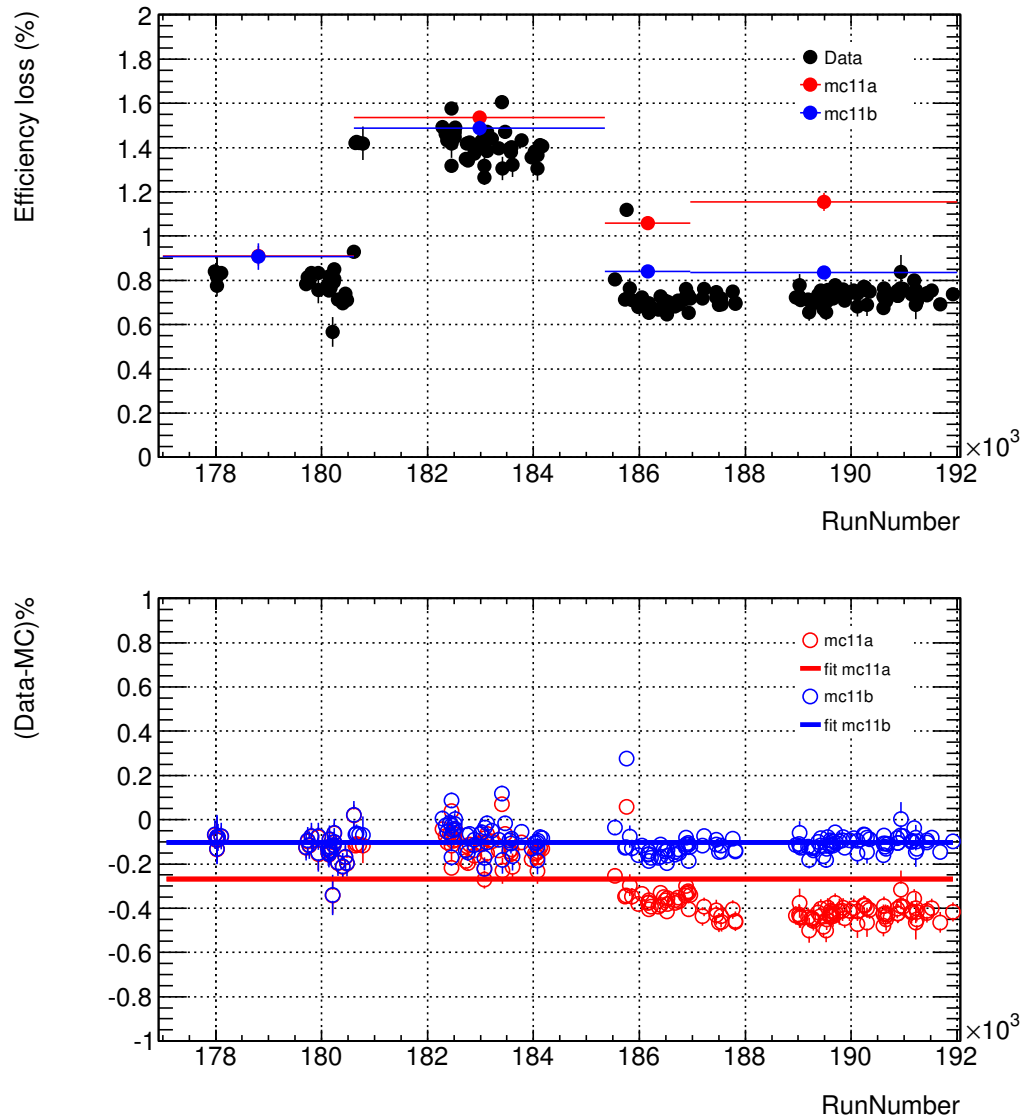 Efficiency loss (%)
2
1.8
1.6
1.4
1.2
1
0.8
0.6
0.4
0.2
0
Data
mc11a
mc11b
178 180 182 184 186 188 190 192
×10³
RunNumber
(Data-MC)%
1
0.8
0.6
0.4
0.2
-0
-0.2
-0.4
-0.6
-0.8
-1
mc11a
fit mc11a
mc11b
fit mc11b
178 180 182 184 186 188 190 192
×10³
RunNumber